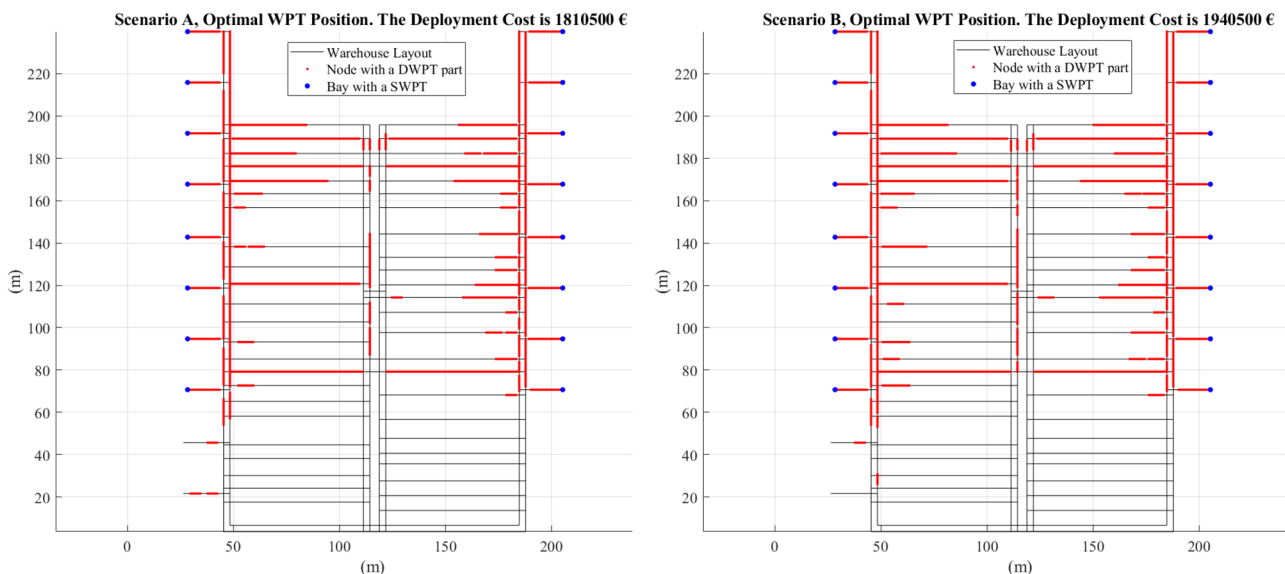 Scenario A, Optimal WPT Position. The Deployment Cost is 1810500 €
Warehouse Layout
Node with a DWPT part
Bay with a SWPT
220
200
180
160
140
120
100
80
60
40
20
(m)
0
50
100
150
200
(m)
Scenario B, Optimal WPT Position. The Deployment Cost is 1940500 €
Warehouse Layout
Node with a DWPT part
Bay with a SWPT
220
200
180
160
140
120
100
80
60
40
20
(m)
0
50
100
150
200
(m)